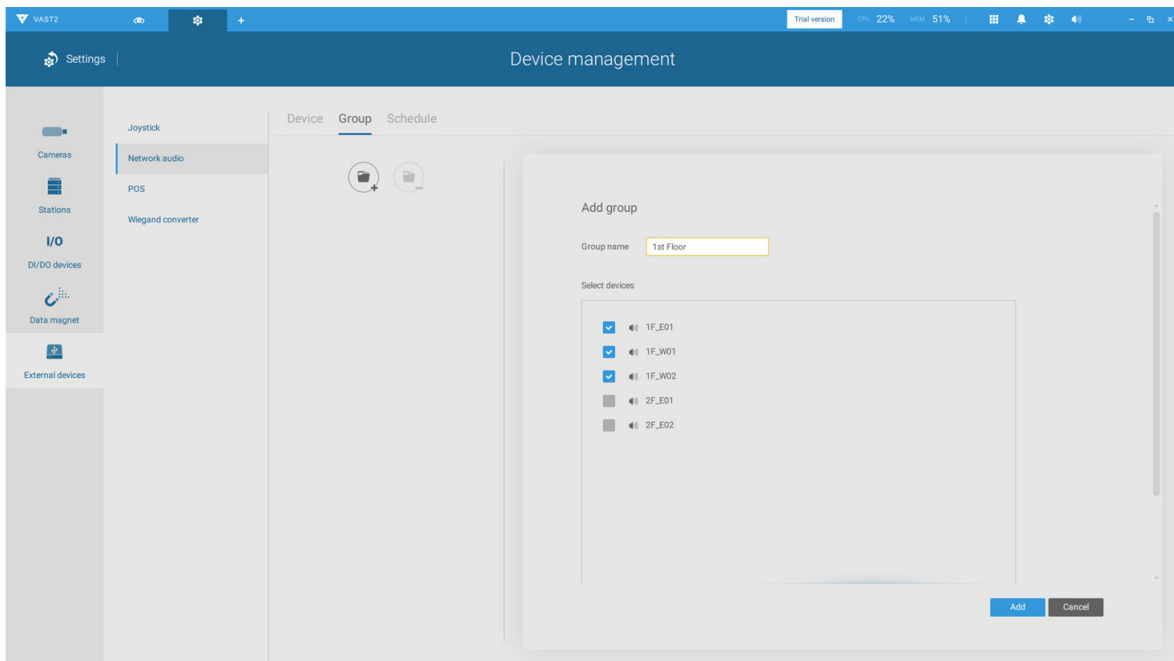 VAST2
+
Trial version
CPU 22% MEM 51%
Settings
Device management
Cameras
Stations
I/O
DI/DO devices
Data magnet
External devices
Joystick
Network audio
POS
Wiegand converter
Device Group Schedule
Add group
Group name 1st Floor
Select devices
1F_E01
1F_W01
1F_W02
2F_E01
2F_E02
Add Cancel